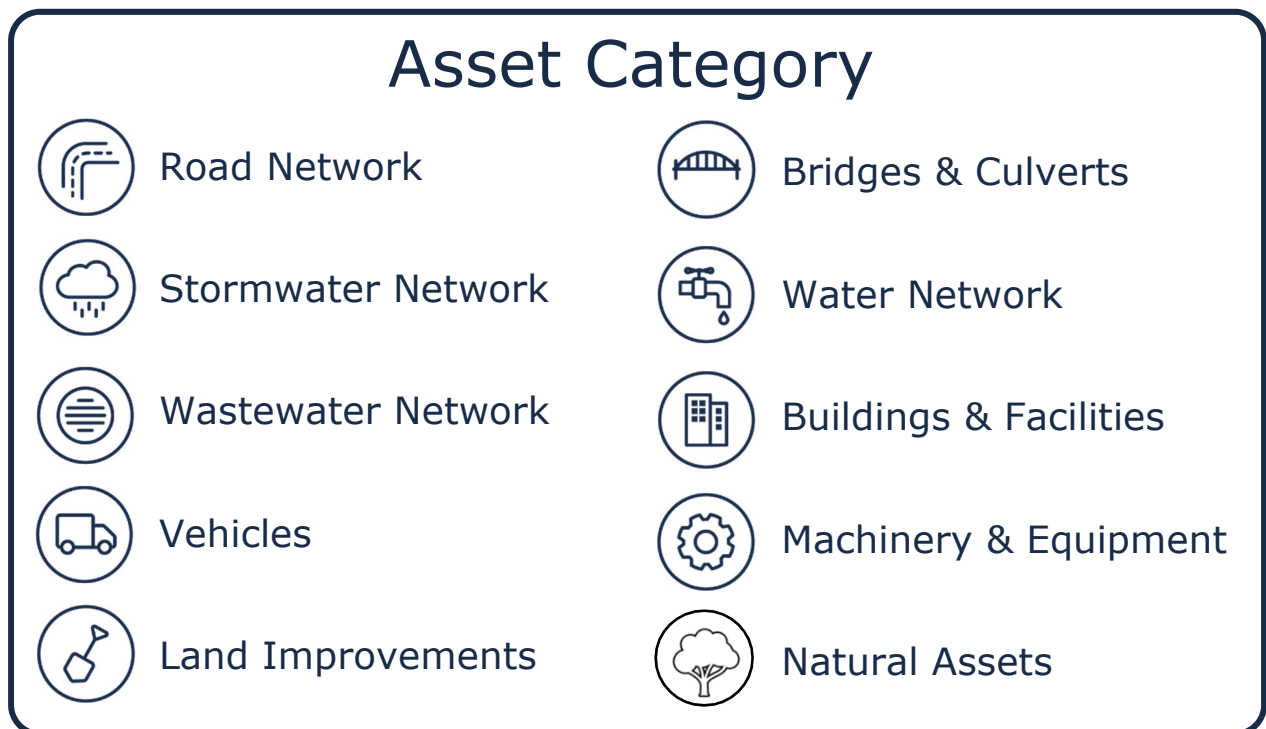 Asset Category
Road Network
Bridges & Culverts
Stormwater Network
Water Network
Wastewater Network
Buildings & Facilities
Vehicles
Machinery & Equipment
Land Improvements
Natural Assets